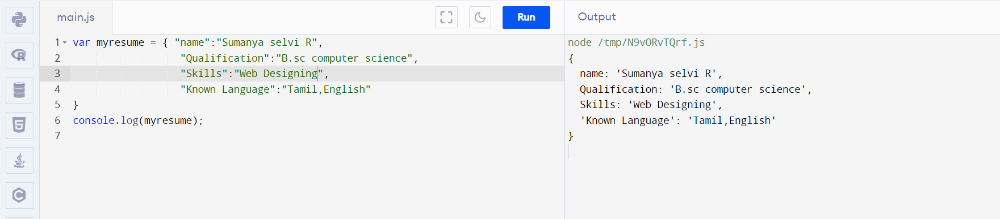 main.js
Run
Output
1 var myresume = { "name":"Sumanya selvi R",
2 "Qualification":"B.sc computer science",
3 "Skills":"Web Designing",
4 "Known Language":"Tamil,English"
5 }
6 console.log(myresume);
7
node /tmp/N9vORvTQrf.js
{
name: 'Sumanya selvi R',
Qualification: 'B.sc computer science',
Skills: 'Web Designing',
'Known Language': 'Tamil,English'
}